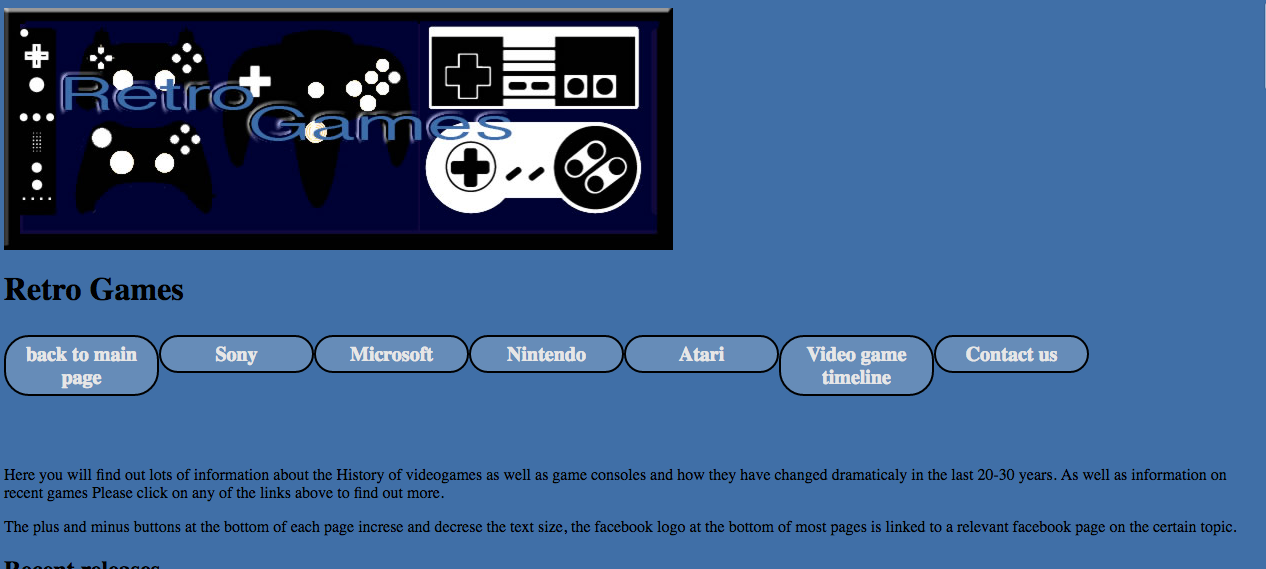 Retro
Games
Retro Games
back to main
page
Sony
Microsoft
Nintendo
Atari
Video game
timeline
Contact us
Here you will find out lots of information about the History of videogames as well as game consoles and how they have changed dramaticaly in the last 20-30 years. As well as information on
recent games Please click on any of the links above to find out more.
The plus and minus buttons at the bottom of each page increse and decrese the text size, the facebook logo at the bottom of most pages is linked to a relevant facebook page on the certain topic.
Recent releases